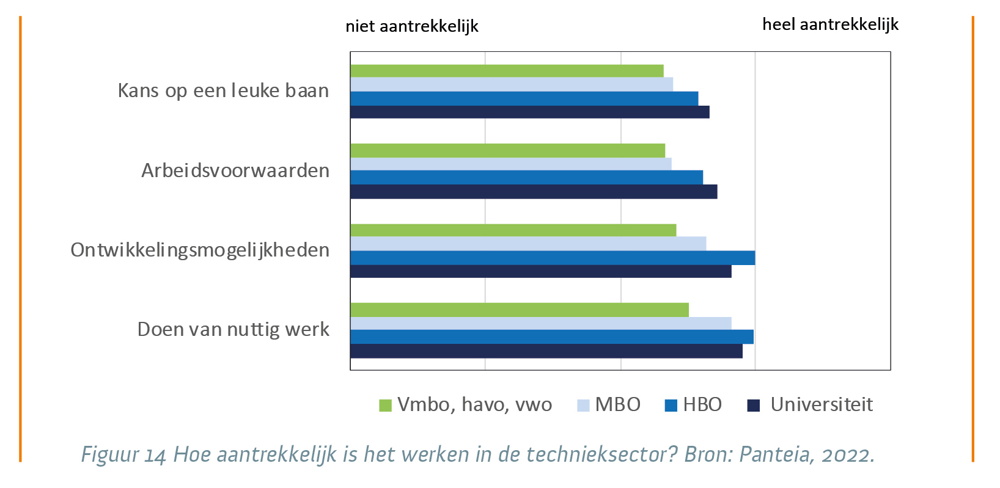 niet aantrekkelijk
heel aantrekkelijk
Kans op een leuke baan
Arbeidsvoorwaarden
Ontwikkelingsmogelijkheden
Doen van nuttig werk
Vmbo, havo, vwo MBO HBO Universiteit
Figuur 14 Hoe aantrekkelijk is het werken in de technieksector? Bron: Panteia, 2022.